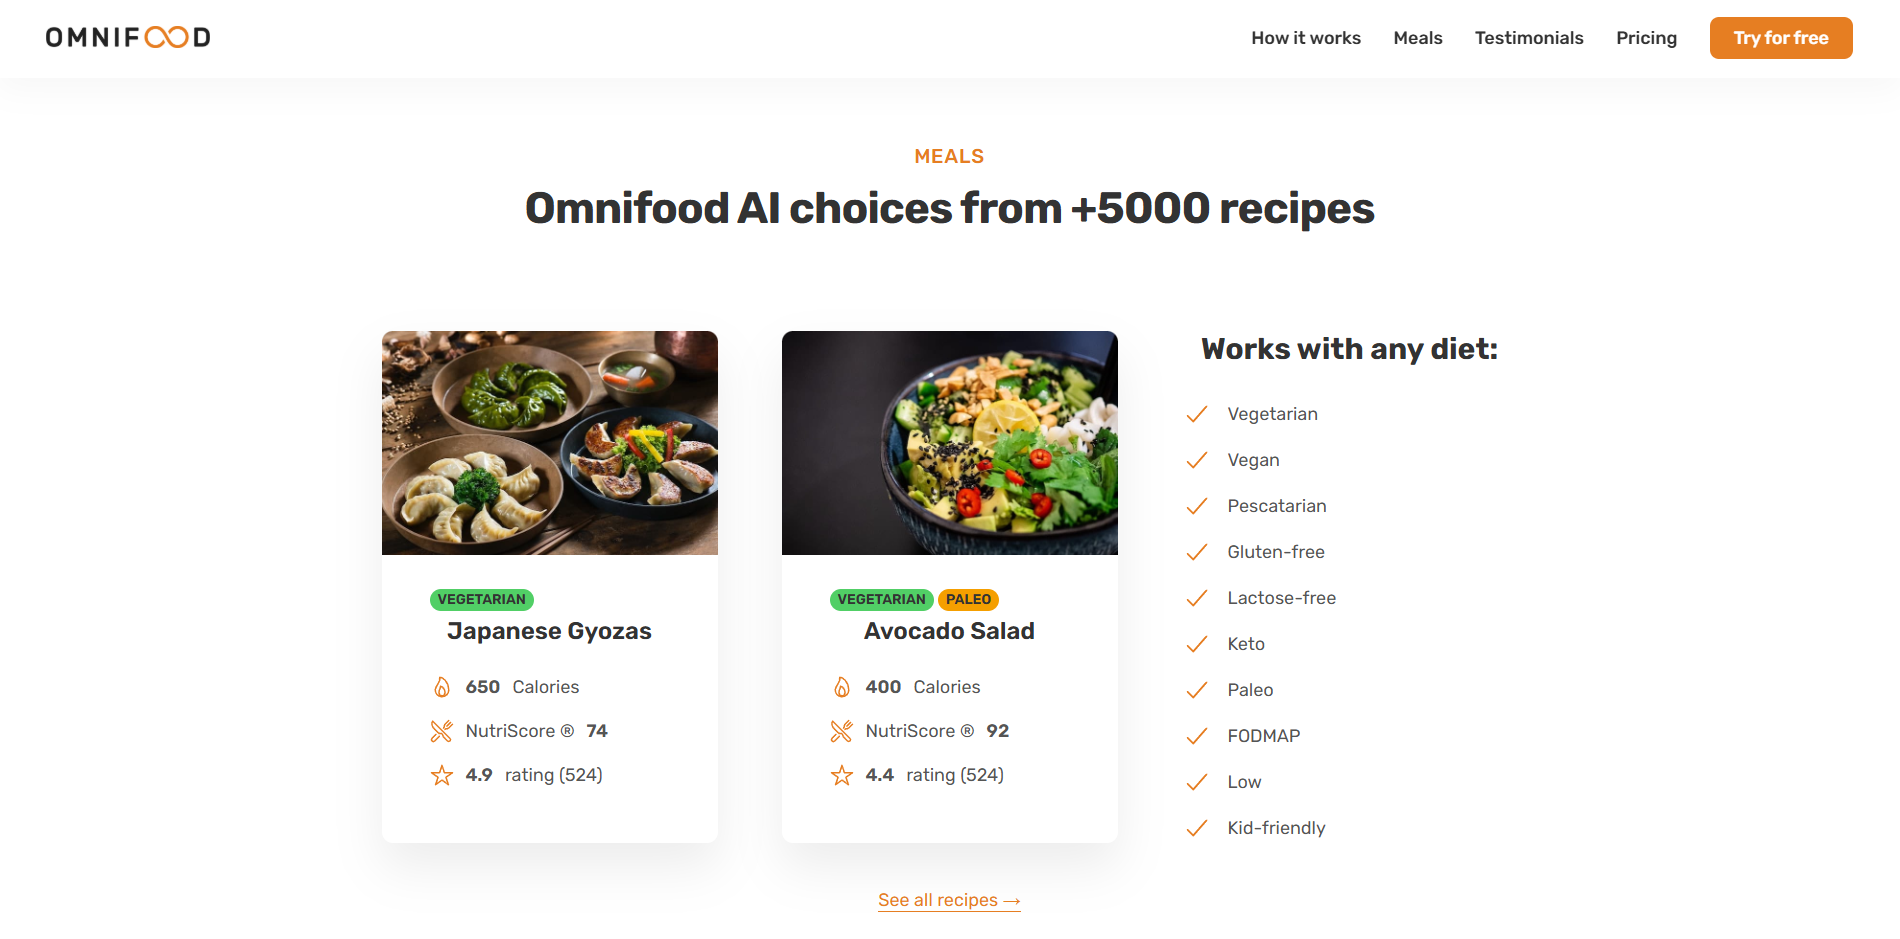 OMNIFOOD
How it works
Meals
Testimonials
Pricing
Try for free
MEALS
Omnifood AI choices from +5000 recipes
VEGETARIAN
Japanese Gyozas
650 Calories
NutriScore ® 74
4.9 rating (524)
VEGETARIAN PALEO
Avocado Salad
400 Calories
NutriScore ® 92
4.4 rating (524)
Works with any diet:
Vegetarian
Vegan
Pescatarian
Gluten-free
Lactose-free
Keto
Paleo
FODMAP
Low
Kid-friendly
See all recipes →